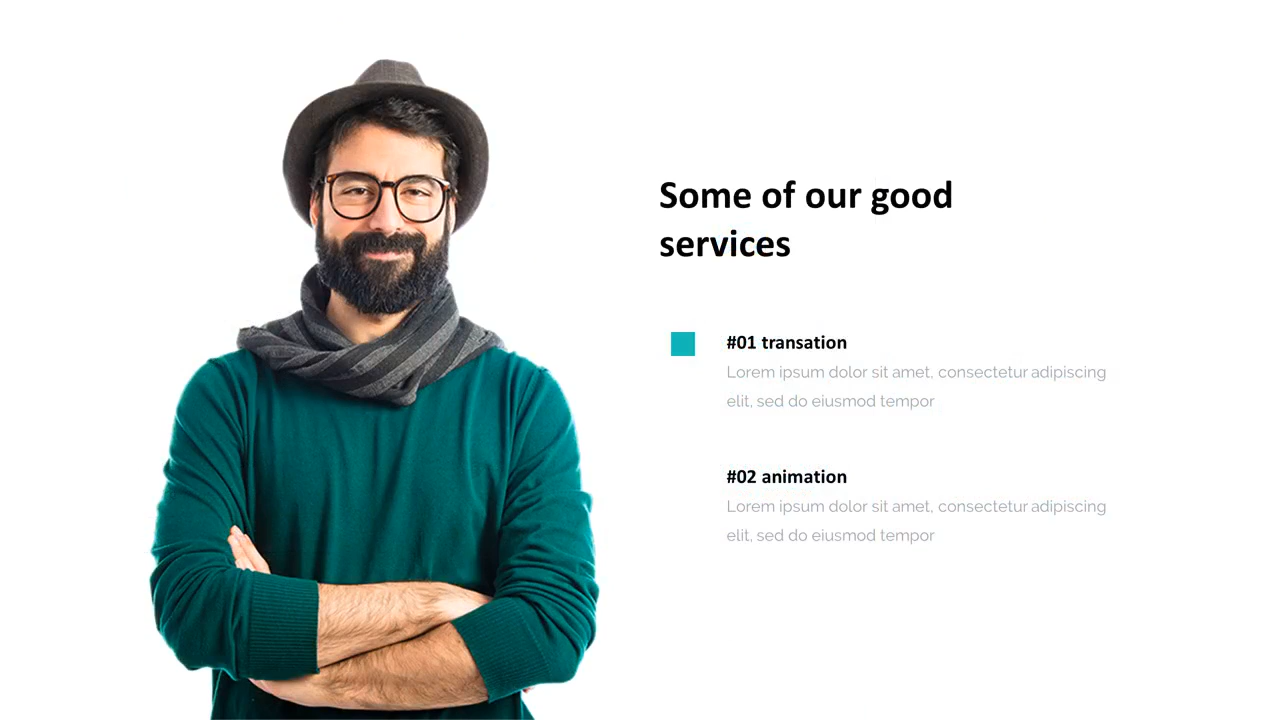 Some of our good
services
#01 transation
Lorem ipsum dolor sit amet, consectetur adipiscing
elit, sed do eiusmod tempor
#02 animation
Lorem ipsum dolor sit amet, consectetur adipiscing
elit, sed do eiusmod tempor